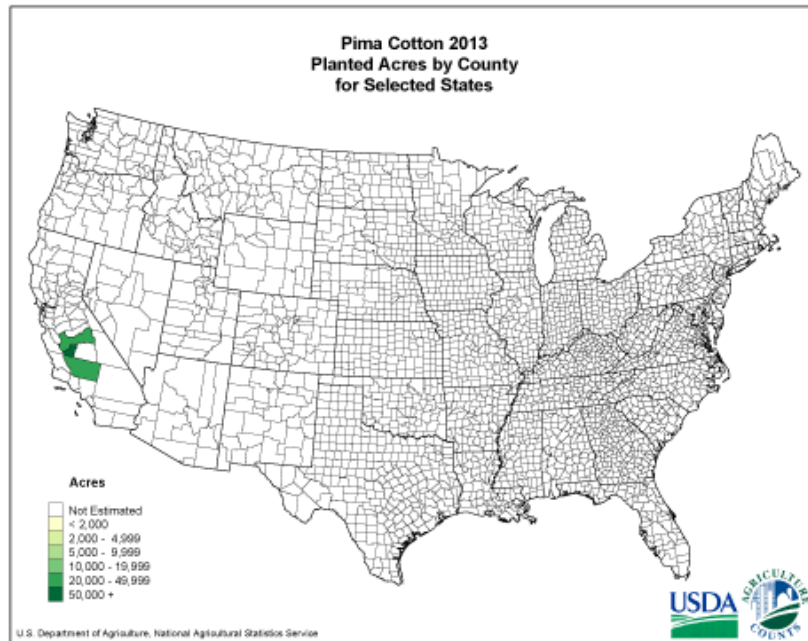 Pima Cotton 2013
Planted Acres by County
for Selected States
Acres
Not Estimated
< 2,000
2,000 - 4,999
5,000 - 9,999
10,000 - 19,999
20,000 - 49,999
50,000 +
USDA
AGRICULTURE
COUNTS
U.S. Department of Agriculture, National Agricultural Statistics Service